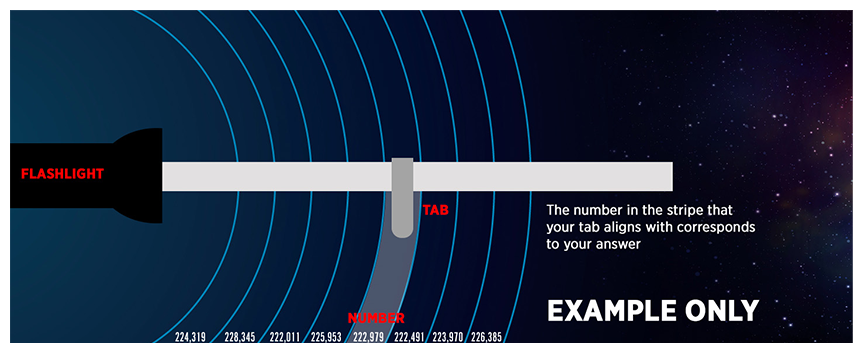 FLASHLIGHT
TAB
The number in the stripe that
your tab aligns with corresponds
to your answer
EXAMPLE ONLY
NUMBER
224,319 228,345 222,011 225,953 222,979 222,491 223,970 226,385